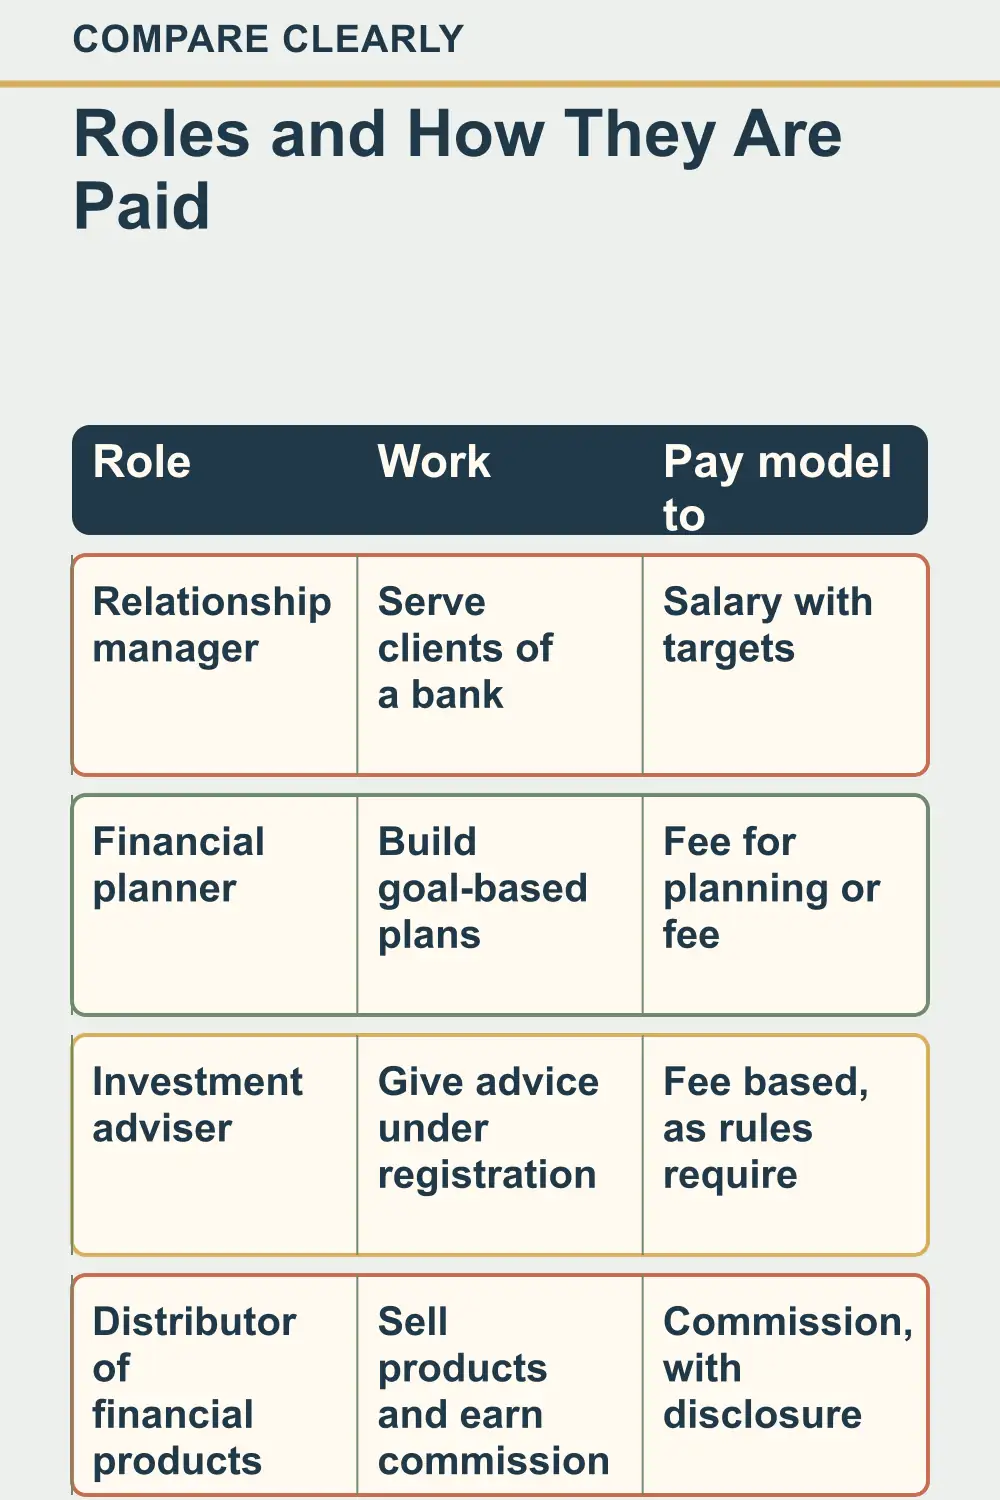 COMPARE CLEARLY
Roles and How They Are
Paid
Role
Work
Pay model
to
Relationship
manager
Serve
clients of
a bank
Salary with
targets
Financial
planner
Build
goal-based
plans
Fee for
planning or
fee
Investment
adviser
Give advice
under
registration
Fee based,
as rules
require
Distributor
of
financial
products
Sell
products
and earn
commission
Commission,
with
disclosure